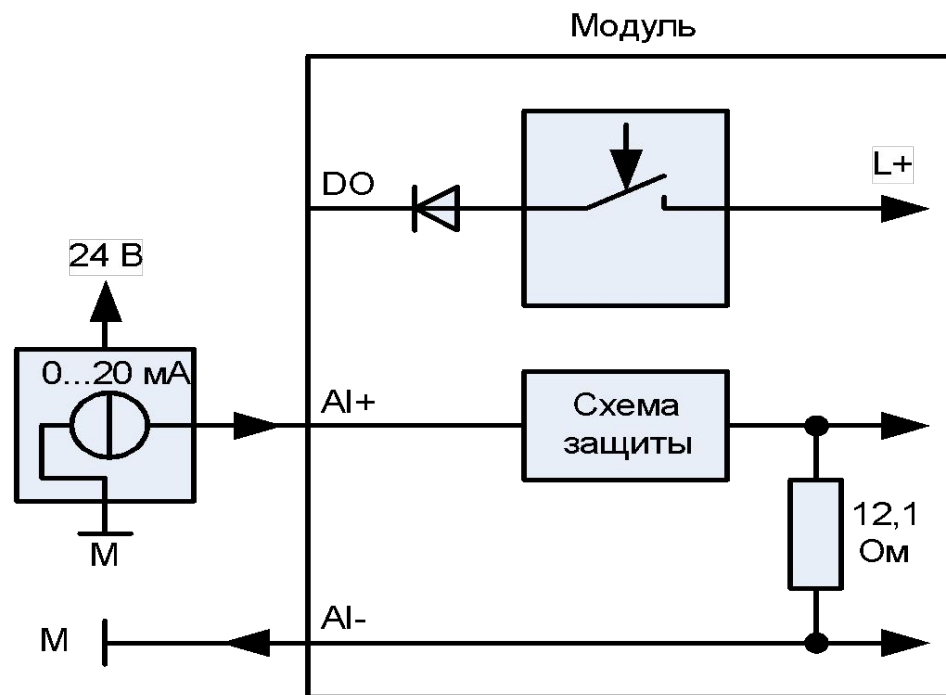 Модуль
DO
L+
24 В
0...20 мА
AI+
Схема
защиты
12,1
Ом
М
AI-
М